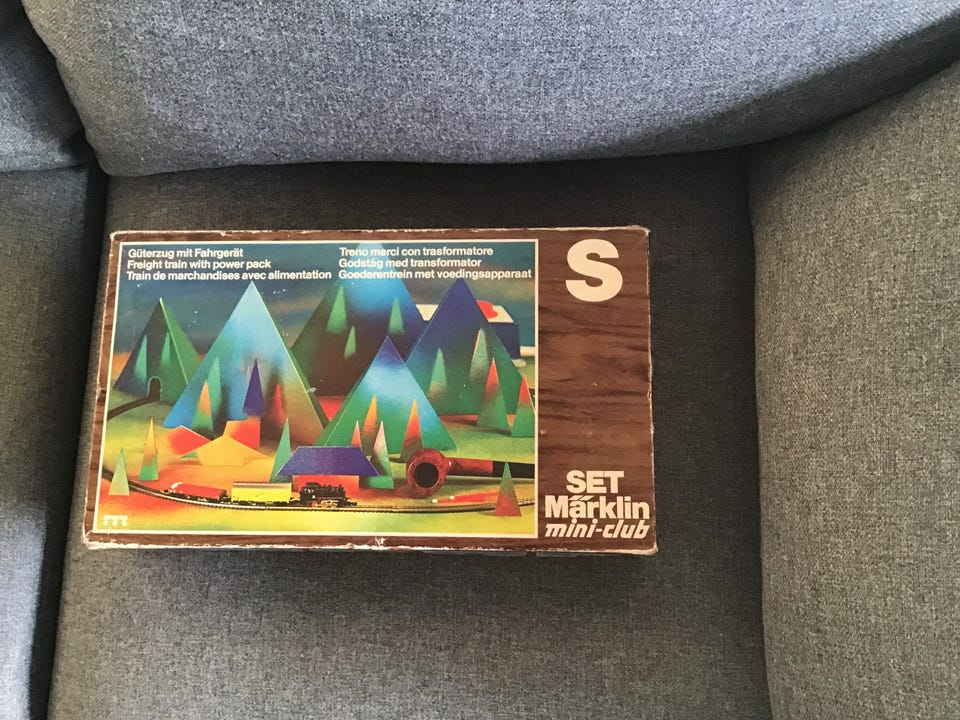 Güterzug mit Fahrgerät
Freight train with power pack
Train de marchandises avec alimentation
Treno merci con trasformatore
Godståg med transformator
Goederentrein met voedingsapparaat
S
SET
Märklin
mini-club